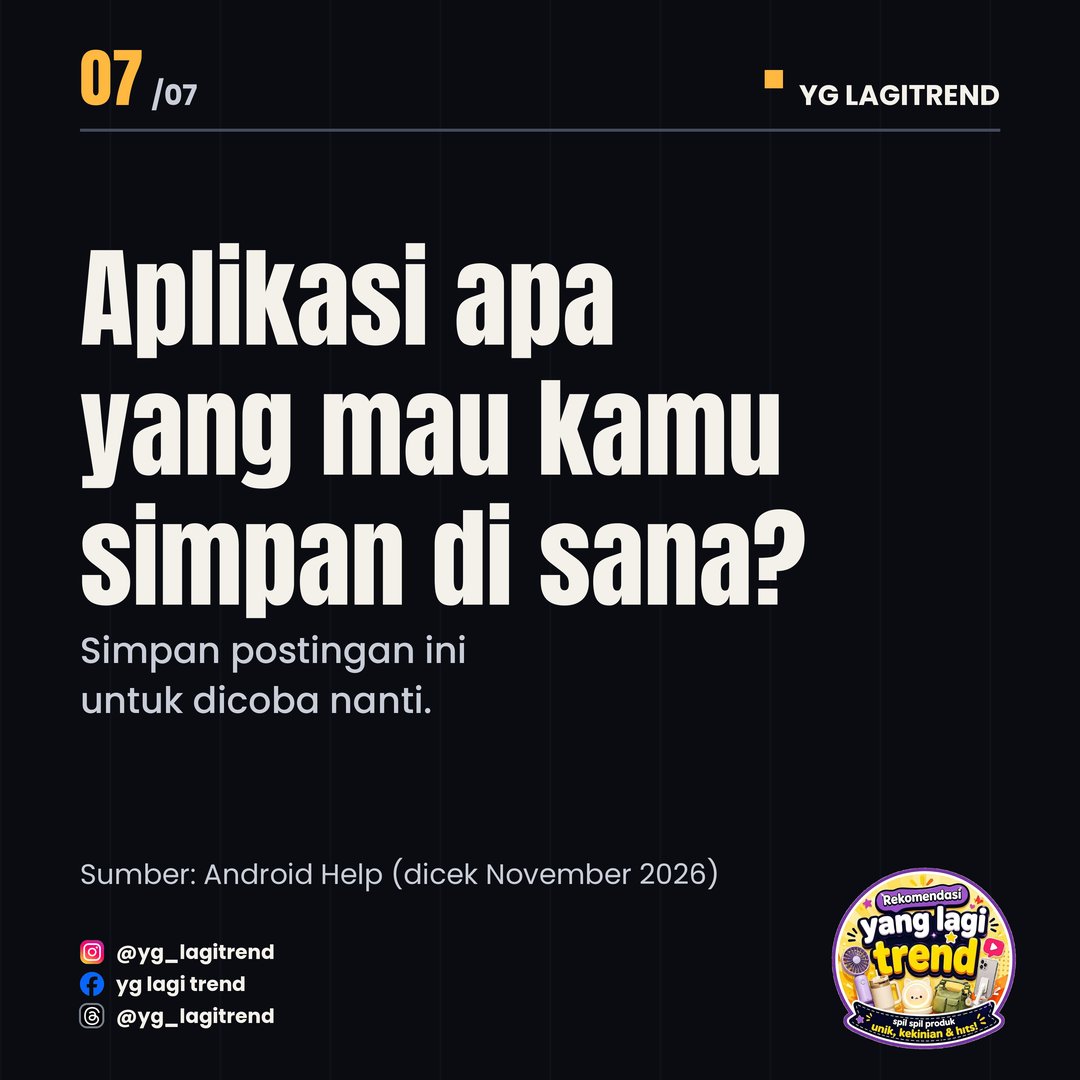 07 /07
YG LAGITREND
Aplikasi apa
yang mau kamu
simpan di sana?
Simpan postingan ini
untuk dicoba nanti.
Sumber: Android Help (dicek November 2026)
@yg_lagitrend
yg lagi trend
@yg_lagitrend
Rekomendasi
yang lagi
trend
spil spil produk
unik, kekinian & hits!